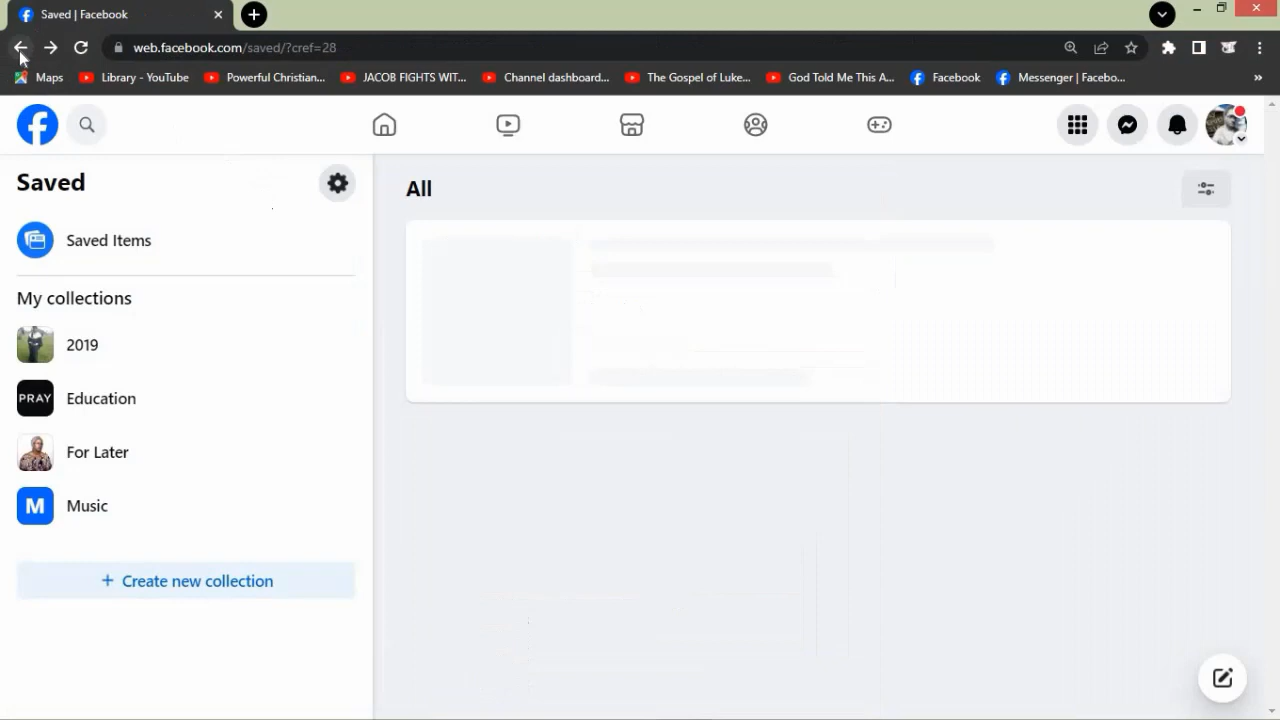 Saved | Facebook
web.facebook.com/saved/?cref=28
Maps
Library - YouTube
Powerful Christian...
JACOB FIGHTS WIT...
Channel dashboard...
The Gospel of Luke...
God Told Me This A...
Facebook
Messenger | Facebo...
»
Saved
Saved Items
My collections
2019
PRAY Education
For Later
M Music
+ Create new collection
All